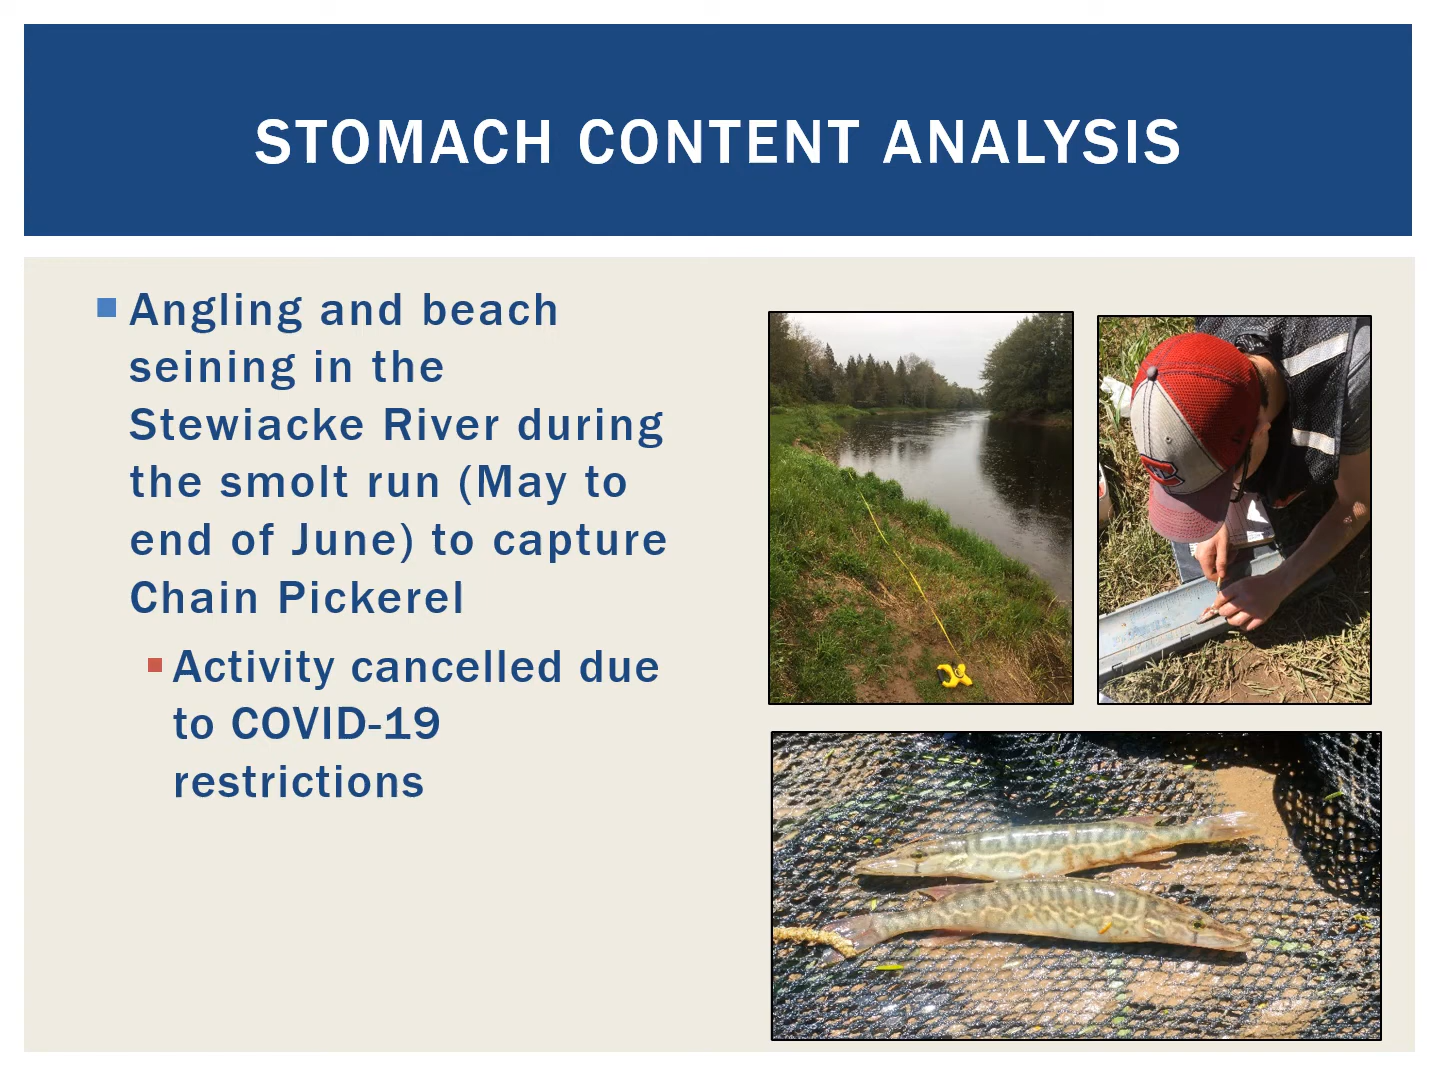 STOMACH CONTENT ANALYSIS
Angling and beach
seining in the
Stewiacke River during
the smolt run (May to
end of June) to capture
Chain Pickerel
Activity cancelled due
to COVID-19
restrictions